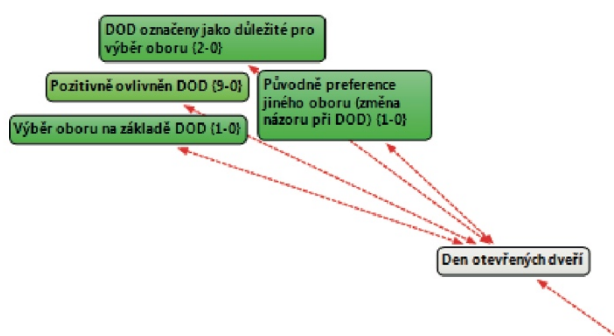 DOD označeny jako důležité pro
výběr oboru {2-0}
Pozitivně ovlivněn DOD {9-0}
Původně preference
jiného oboru (změna
názoru při DOD) {1-0}
Výběr oboru na základě DOD {1-0}
Den otevřených dveří